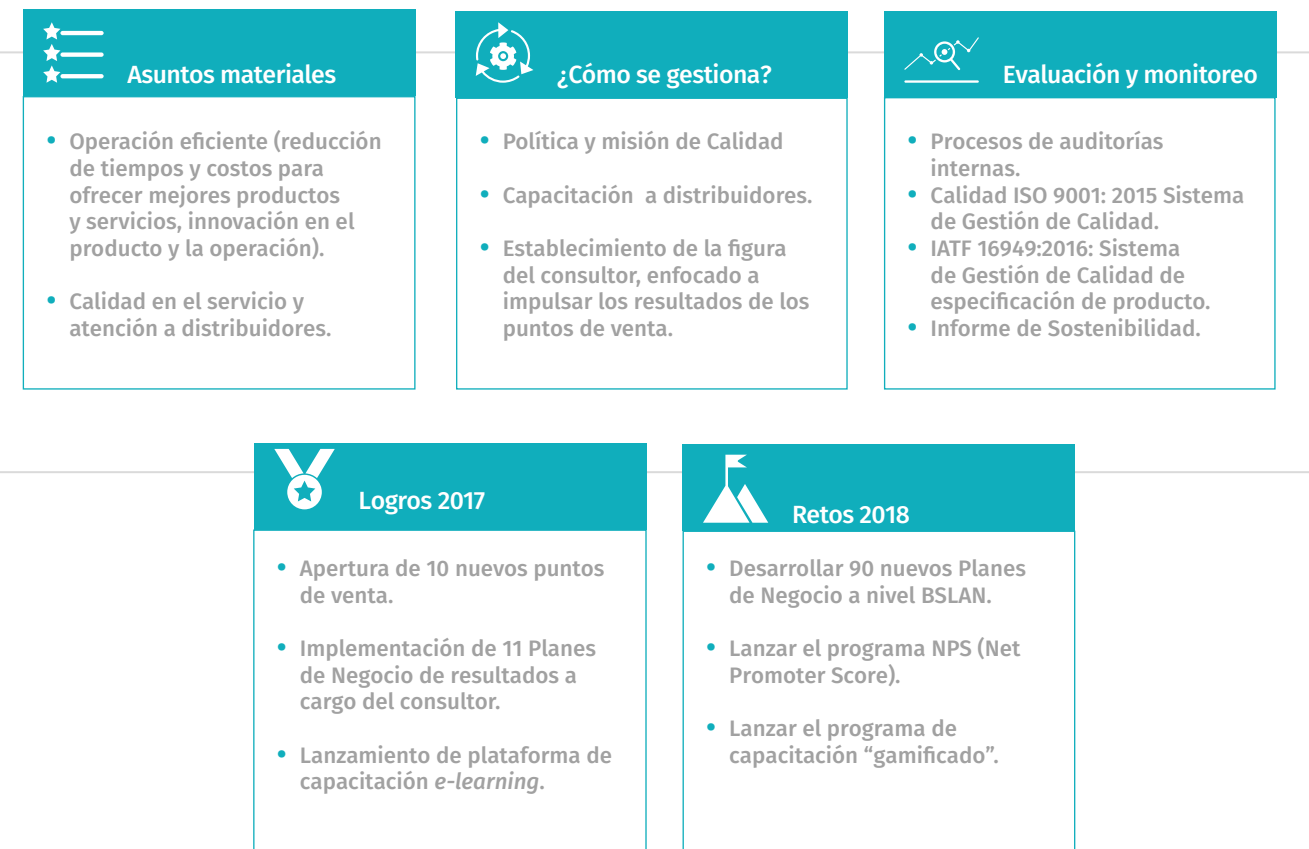 Asuntos materiales
• Operación eficiente (reducción
de tiempos y costos para
ofrecer mejores productos
y servicios, innovación en el
producto y la operación).
• Calidad en el servicio y
atención a distribuidores.
¿Cómo se gestiona?
• Política y misión de Calidad
• Capacitación a distribuidores.
• Establecimiento de la figura
del consultor, enfocado a
impulsar los resultados de los
puntos de venta.
Evaluación y monitoreo
• Procesos de auditorías
internas.
• Calidad ISO 9001: 2015 Sistema
de Gestión de Calidad.
• IATF 16949:2016: Sistema
de Gestión de Calidad de
especificación de producto.
• Informe de Sostenibilidad.
Logros 2017
• Apertura de 10 nuevos puntos
de venta.
• Implementación de 11 Planes
de Negocio de resultados a
cargo del consultor.
• Lanzamiento de plataforma de
capacitación e-learning.
Retos 2018
• Desarrollar 90 nuevos Planes
de Negocio a nivel BSLAN.
• Lanzar el programa NPS (Net
Promoter Score).
• Lanzar el programa de
capacitación “gamificado”.